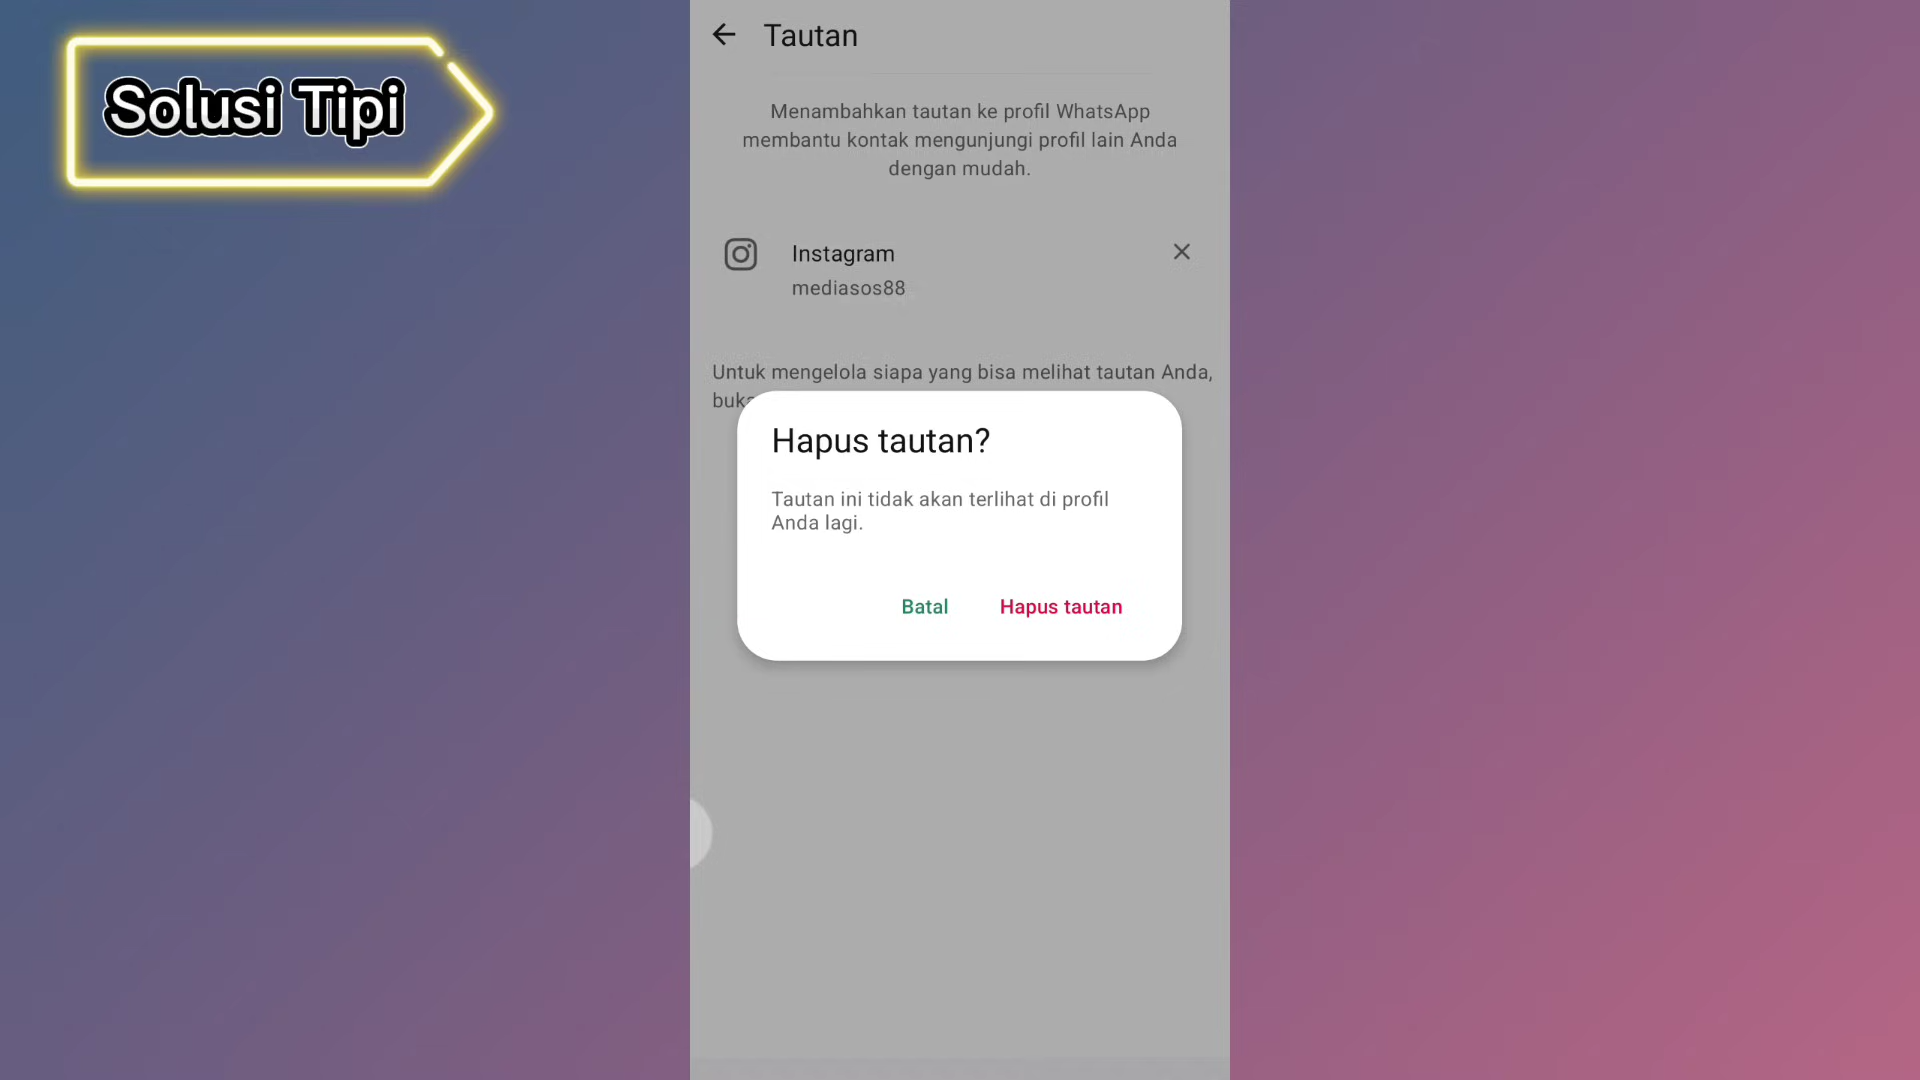 Solusi Tipi
Tautan
Menambahkan tautan ke profil WhatsApp
membantu kontak mengunjungi profil lain Anda
dengan mudah.
Instagram
mediasos88
Untuk mengelola siapa yang bisa melihat tautan Anda,
Hapus tautan?
Tautan ini tidak akan terlihat di profil
Anda lagi.
Batal
Hapus tautan